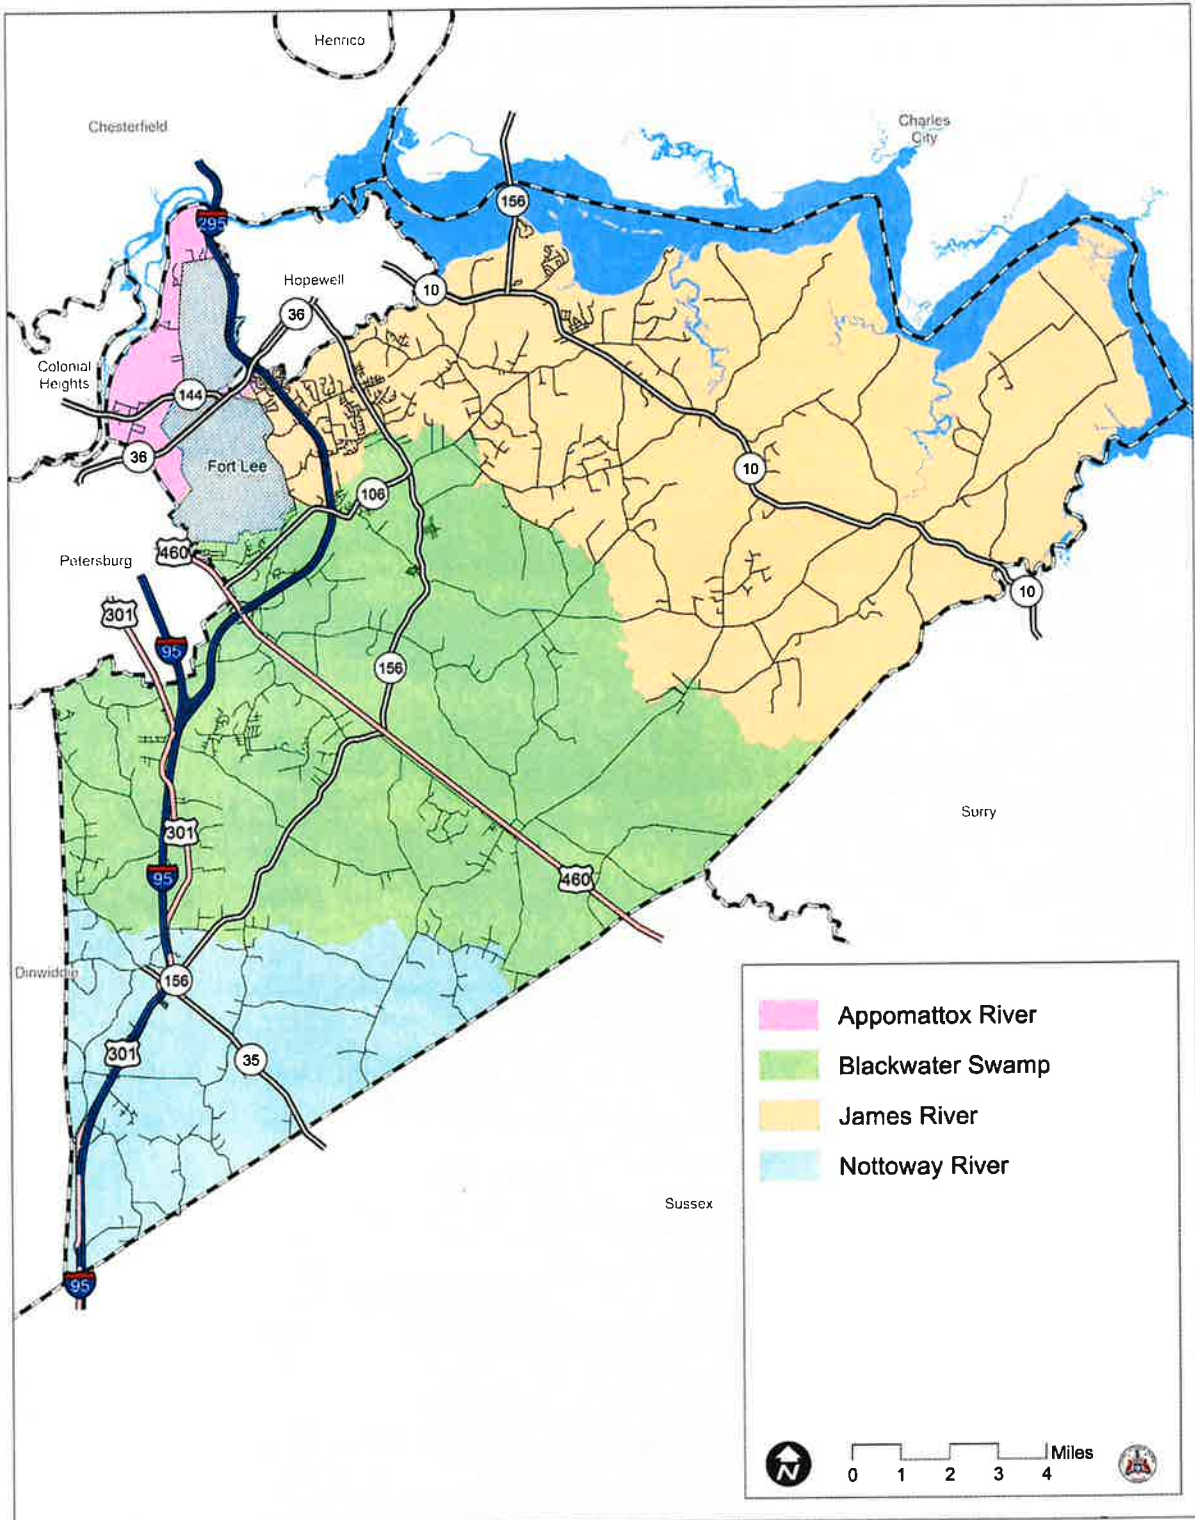 Henrico
Chesterfield
Charles
City
156
295
Hopewell
10
36
Colonial
Heights
144
36
Fort Lee
10
106
460
Petersburg
10
301
95
156
Surry
301
95
460
Dinwiddie
156
301
35
Sussex
95
Appomattox River
Blackwater Swamp
James River
Nottoway River
N
Miles
0 1 2 3 4